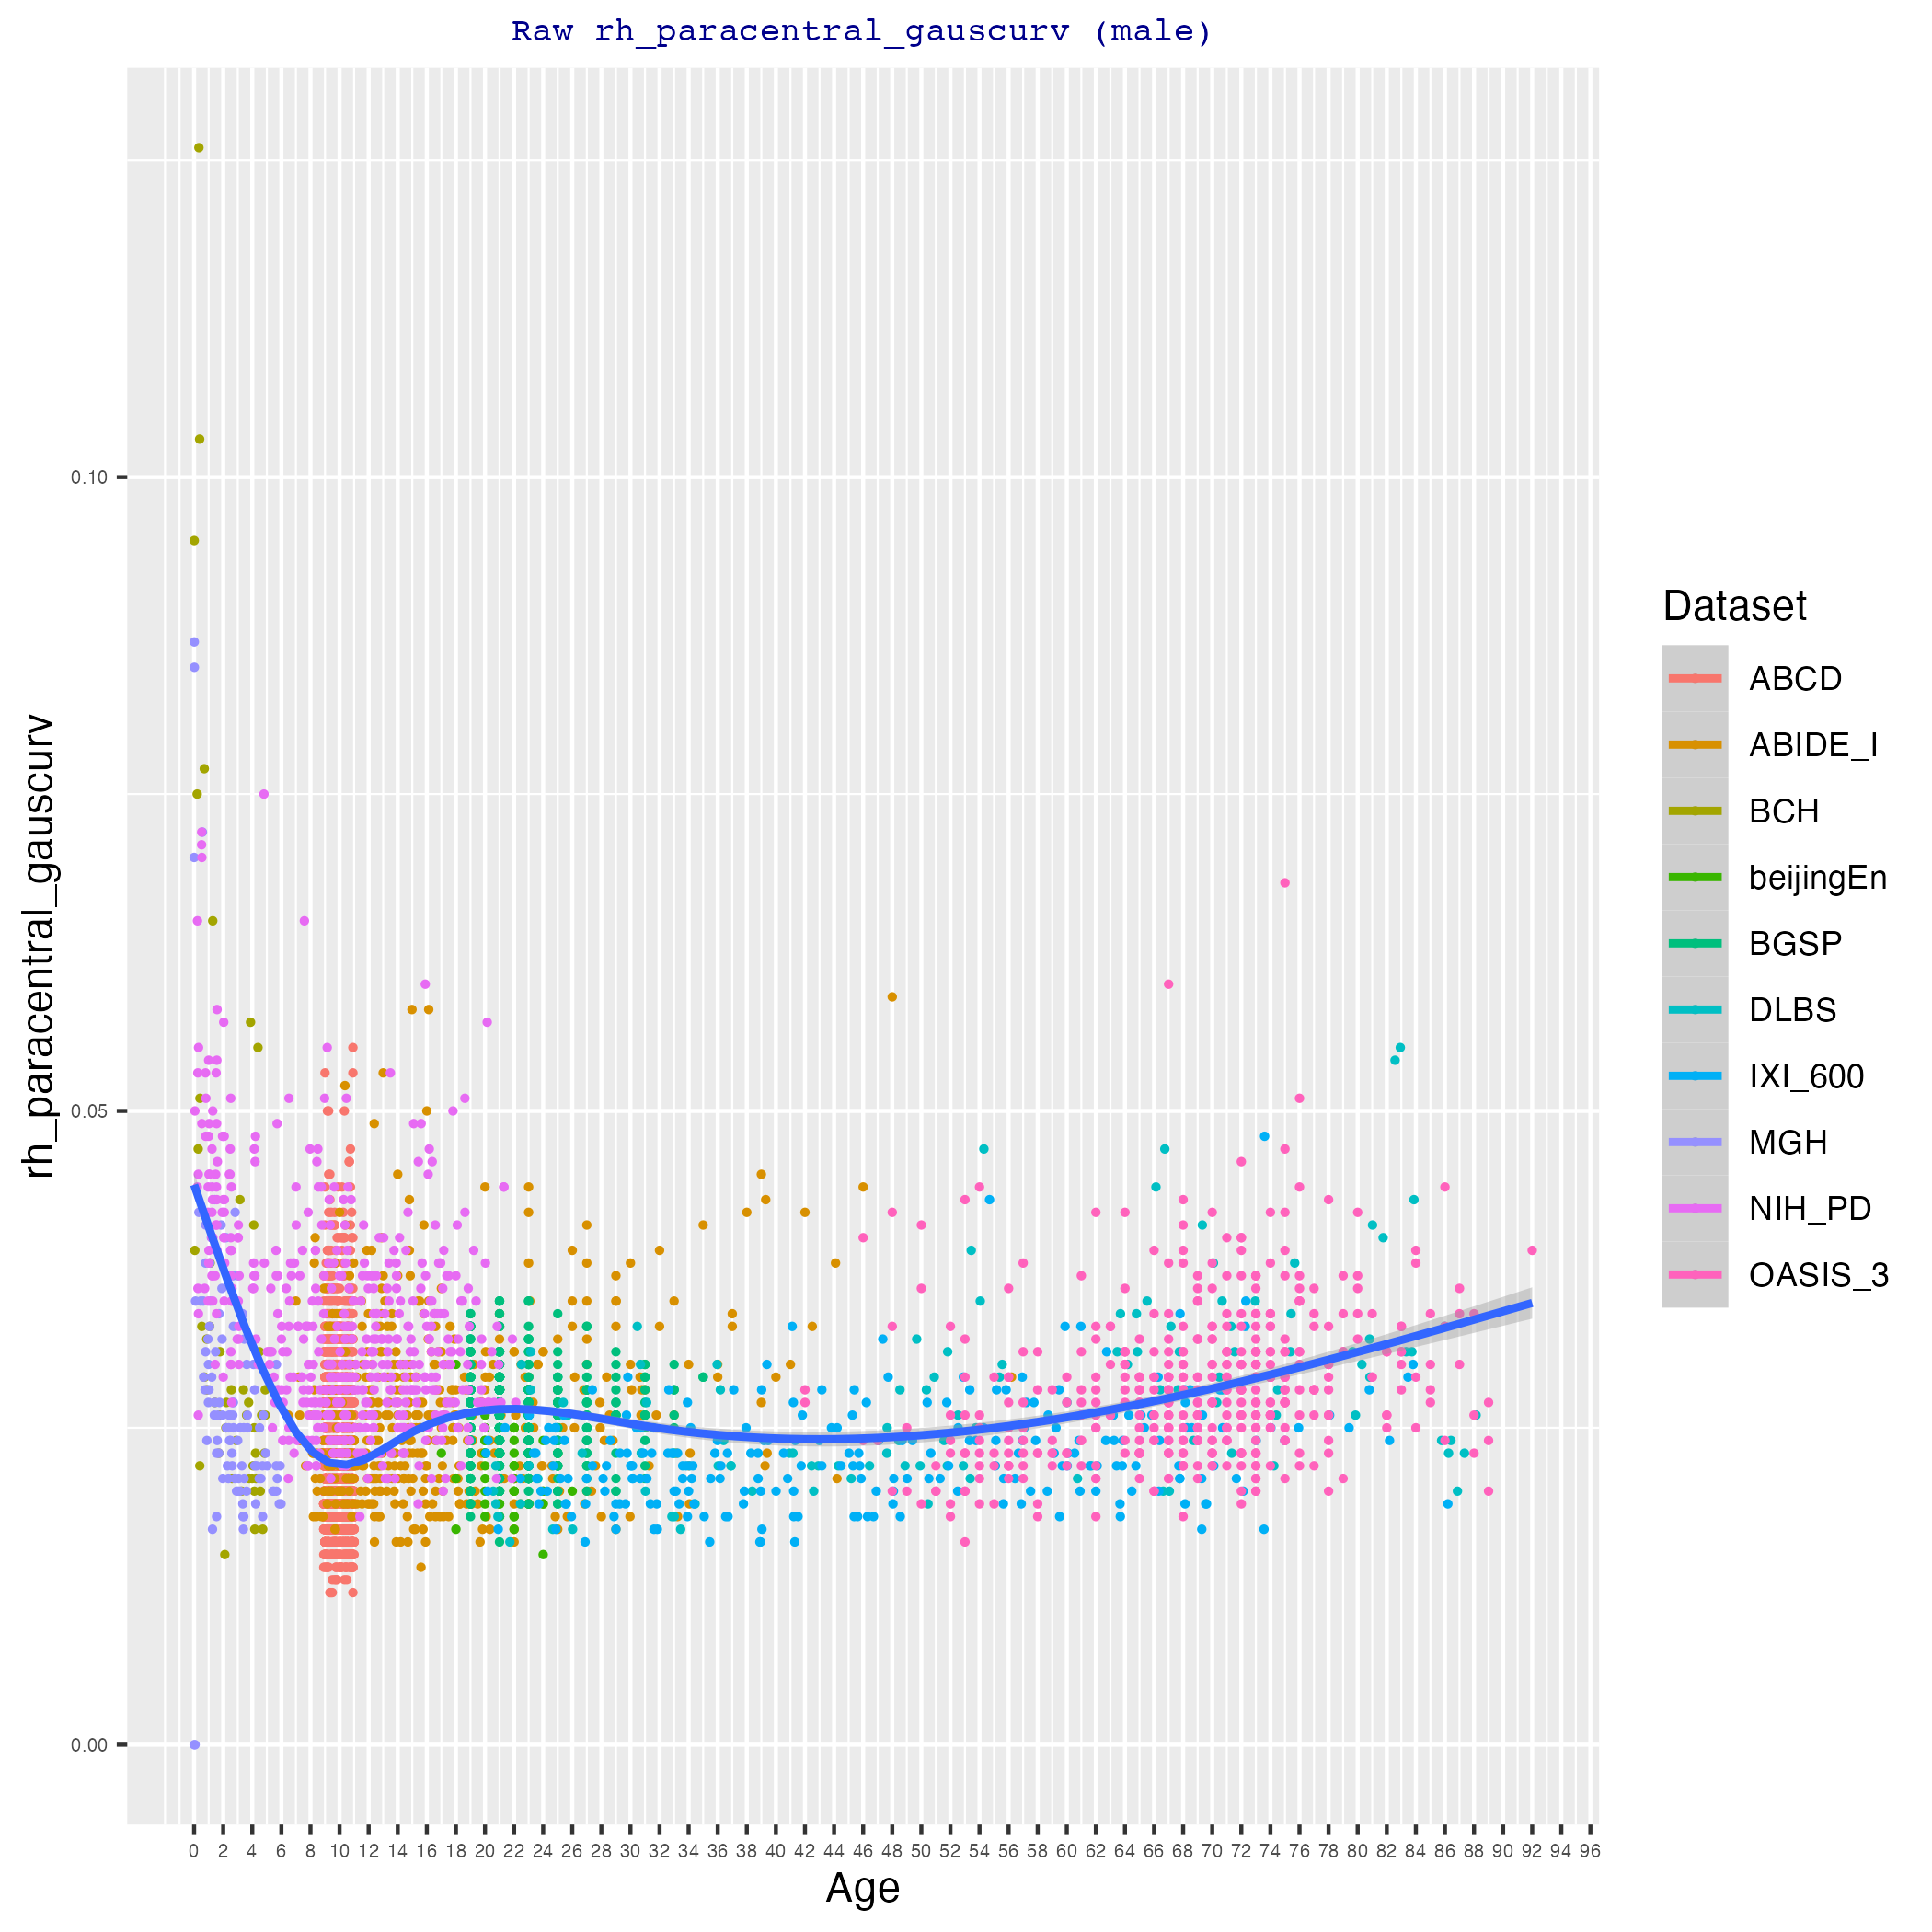 Raw rh_paracentral_gauscurv (male)
rh_paracentral_gauscurv
0.10
0.05
0.00
0 2 4 6 8 10 12 14 16 18 20 22 24 26 28 30 32 34 36 38 40 42 44 46 48 50 52 54 56 58 60 62 64 66 68 70 72 74 76 78 80 82 84 86 88 90 92 94 96
Age
Dataset
ABCD
ABIDE_I
BCH
beijingEn
BGSP
DLBS
IXI_600
MGH
NIH_PD
OASIS_3